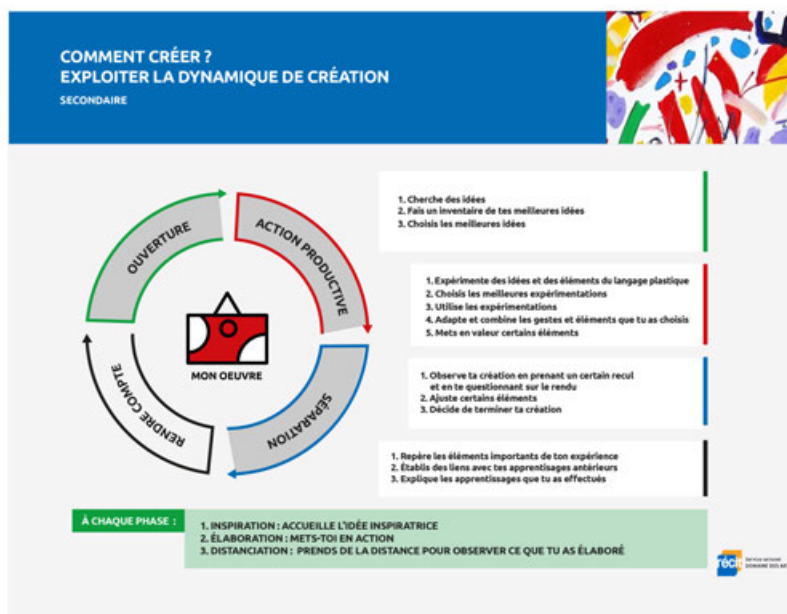 COMMENT CRÉER ?
EXPLOITER LA DYNAMIQUE DE CRÉATION
SECONDAIRE
OUVERTURE
ACTION PRODUCTIVE
SÉPARATION
RENDRE COMPTE
MON OEUVRE
1. Cherche des idées
2. Fais un inventaire de tes meilleures idées
3. Choisis les meilleures idées
1. Expérimente des idées et des éléments du langage plastique
2. Choisis les meilleures expérimentations
3. Utilise les expérimentations
4. Adapte et combine les gestes et éléments que tu as choisis
5. Mets en valeur certains éléments
1. Observe ta création en prenant un certain recul
et en te questionnant sur le rendu
2. Ajuste certains éléments
3. Décide de terminer ta création
1. Repère les éléments importants de ton expérience
2. Établis des liens avec tes apprentisages antérieurs
3. Explique les apprentissages que tu as effectués
À CHAQUE PHASE :
1. INSPIRATION : ACCUEILLE L'IDÉE INSPIRATRICE
2. ÉLABORATION : METS-TOI EN ACTION
3. DISTANCIATION : PRENDS DE LA DISTANCE POUR OBSERVER CE QUE TU AS ÉLABORÉ
récit
Service national
DOMAINE DES